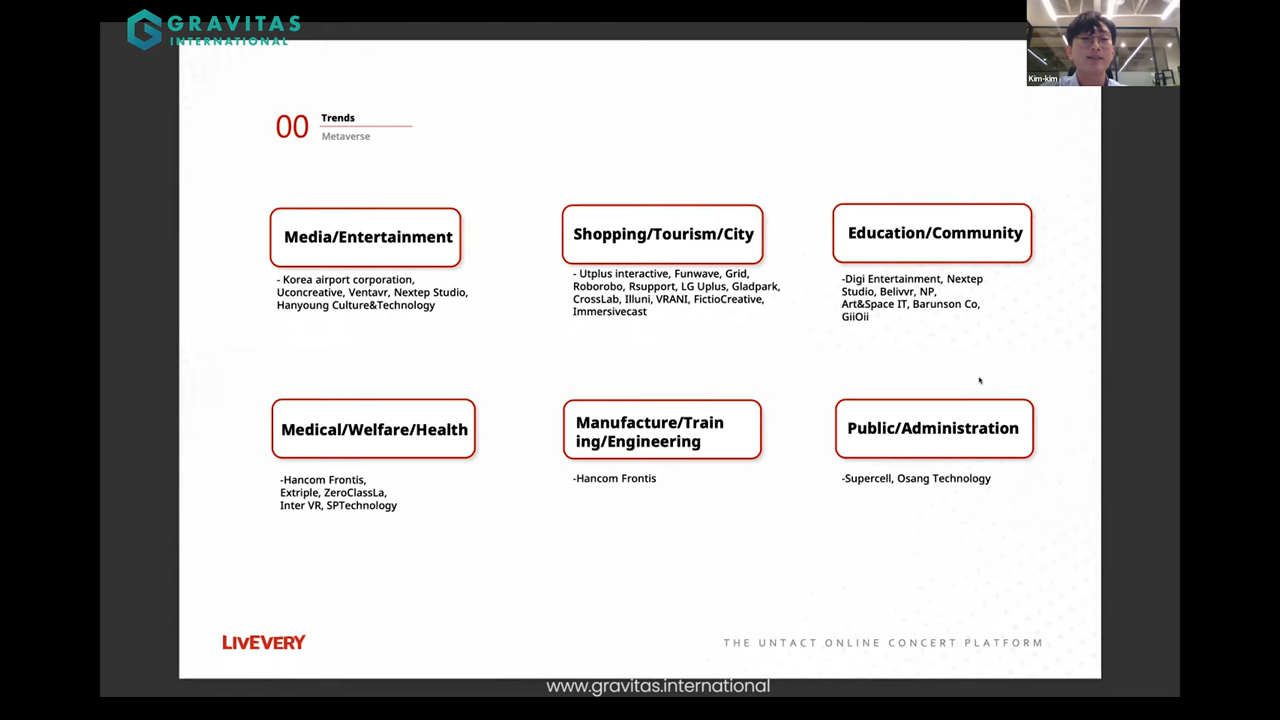 GRAVITAS
INTERNATIONAL
Kim-kim
00
Trends
Metaverse
Media/Entertainment
- Korea airport corporation,
Uconcreative, Ventavr, Nextep Studio,
Hanyoung Culture&Technology
Shopping/Tourism/City
- Utplus interactive, Funwave, Grid,
Roborobo, Rsupport, LG Uplus, Gladpark,
CrossLab, Illuni, VRANI, FictioCreative,
Immersivecast
Education/Community
-Digi Entertainment, Nextep
Studio, Belivvr, NP,
Art&Space IT, Barunson Co,
GiiOii
Medical/Welfare/Health
-Hancom Frontis,
Extriple, ZeroClassLa,
Inter VR, SPTechnology
Manufacture/Train
ing/Engineering
-Hancom Frontis
Public/Administration
-Supercell, Osang Technology
LIVEVERY
THE UNTACT ONLINE CONCERT PLATFORM
www.gravitas.international